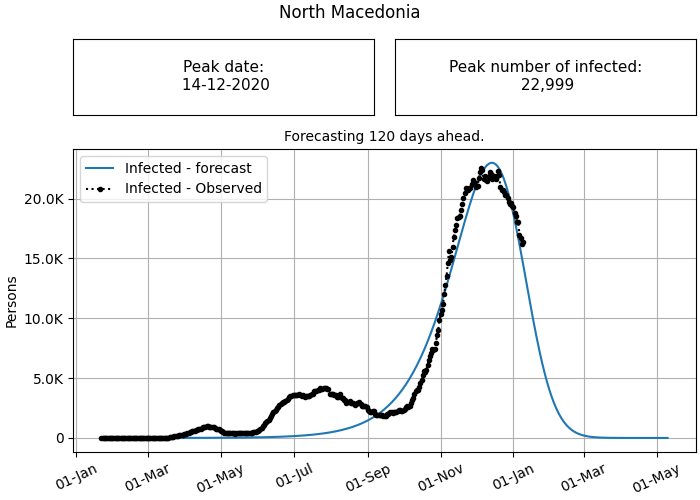 North Macedonia
Peak date:
14-12-2020
Peak number of infected:
22,999
Forecasting 120 days ahead.
Infected - forecast
Infected - Observed
20.0K
15.0K
10.0K
5.0K
0
Persons
01-Jan
01-Mar
01-May
01-Jul
01-Sep
01-Nov
01-Jan
01-Mar
01-May